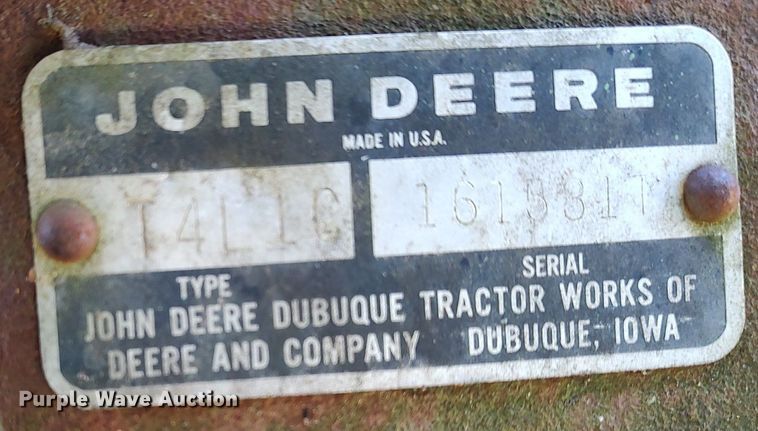 JOHN DEERE
MADE IN U.S.A.
T4L1C 161581T
TYPE SERIAL
JOHN DEERE DUBUQUE TRACTOR WORKS OF
DEERE AND COMPANY DUBUQUE, IOWA
Purple Wave Auction